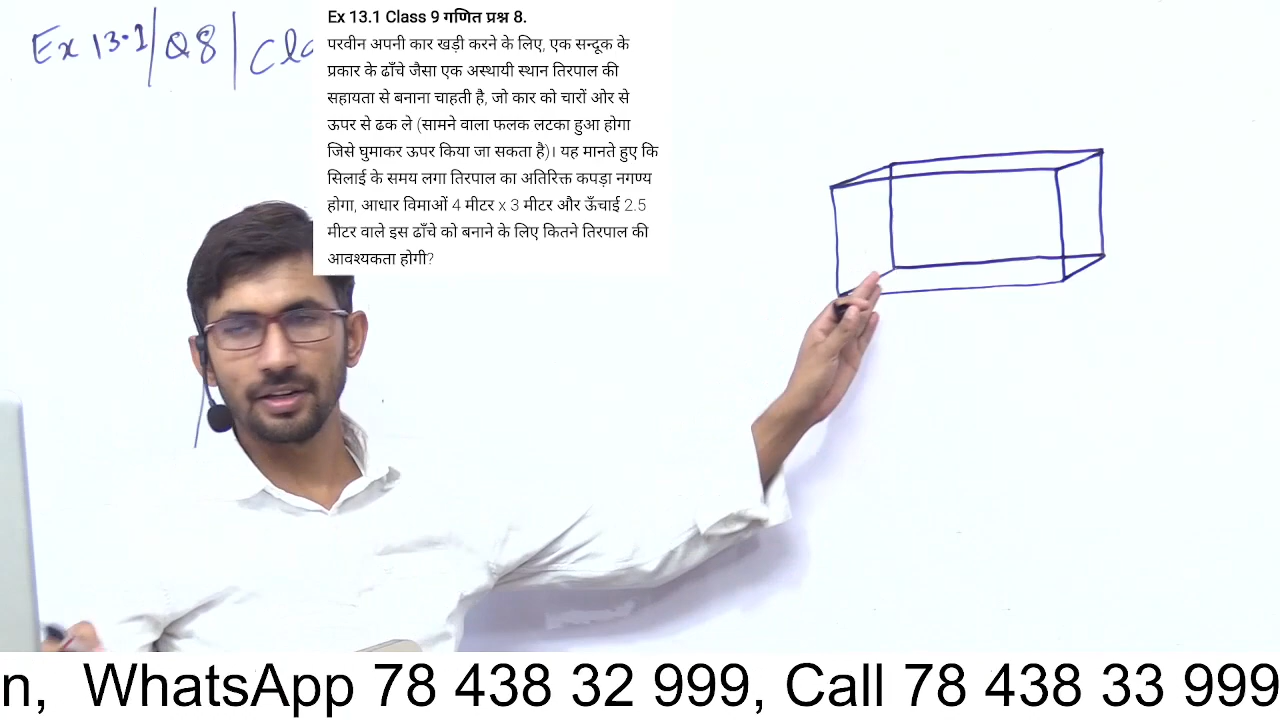 Ex 13.1 | Q8 |
Ex 13.1 Class 9 गणित प्रश्न 8.
परवीन अपनी कार खड़ी करने के लिए, एक सन्दूक के
प्रकार के ढाँचे जैसा एक अस्थायी स्थान तिरपाल की
सहायता से बनाना चाहती है, जो कार को चारों ओर से
ऊपर से ढक ले (सामने वाला फलक लटका हुआ होगा
जिसे घुमाकर ऊपर किया जा सकता है)। यह मानते हुए कि
सिलाई के समय लगा तिरपाल का अतिरिक्त कपड़ा नगण्य
होगा, आधार विमाओं 4 मीटर x 3 मीटर और ऊँचाई 2.5
मीटर वाले इस ढाँचे को बनाने के लिए कितने तिरपाल की
आवश्यकता होगी?
n, WhatsApp 78 438 32 999, Call 78 438 33 999